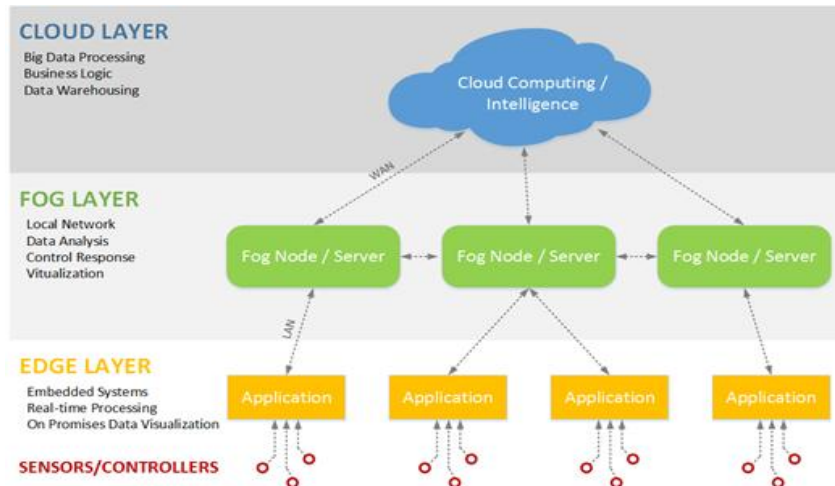 CLOUD LAYER
Big Data Processing
Business Logic
Data Warehousing
Cloud Computing /
Intelligence
WAN
FOG LAYER
Local Network
Data Analysis
Control Response
Vitualization
Fog Node / Server
Fog Node / Server
Fog Node / Server
LAN
EDGE LAYER
Embedded Systems
Real-time Processing
On Promises Data Visualization
Application
Application
Application
Application
SENSORS/CONTROLLERS